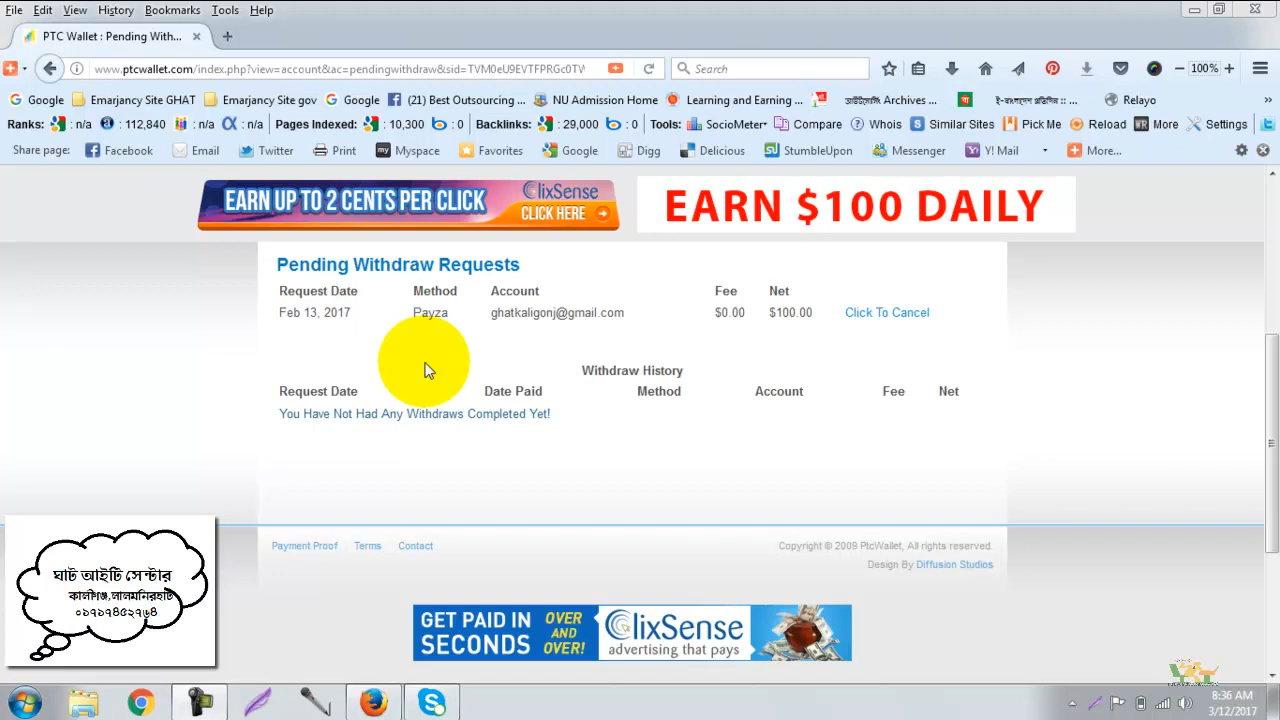 File Edit View History Bookmarks Tools Help
PTC Wallet : Pending With...
www.ptcwallet.com/index.php?view=account&ac=pendingwithdraw&sid=TVM0eU9EVTFPRGc0TV
Search
100%
Google Emarjancy Site GHAT Emarjancy Site gov Google (21) Best Outsourcing ... NU Admission Home Learning and Earning ... আউটসোর্সিং Archives ... ই-বাংলাদেশ প্রতিদিন :: ... Relayo
Ranks: : n/a : 112,840 : n/a : n/a Pages Indexed: : 10,300 : 0 Backlinks: : 29,000 : 0 Tools: SocioMeter Compare Whois Similar Sites Pick Me Reload More Settings
Share page: Facebook Email Twitter Print Myspace Favorites Google Digg Delicious StumbleUpon Messenger Y! Mail More...
EARN UP TO 2 CENTS PER CLICK ClixSense CLICK HERE
EARN $100 DAILY
Pending Withdraw Requests
Request Date Method Account Fee Net
Feb 13, 2017 Payza ghatkaligonj@gmail.com $0.00 $100.00 Click To Cancel
Withdraw History
Request Date Date Paid Method Account Fee Net
You Have Not Had Any Withdraws Completed Yet!
Payment Proof Terms Contact
Copyright © 2009 PtcWallet, All rights reserved.
Design By Diffusion Studios
ঘাট আইটি সেন্টার
কালীগঞ্জ,লালমনিরহাট
০১৭১৭৪৫২৭৬৪
GET PAID IN SECONDS OVER AND OVER! ClixSense advertising that pays
8:36 AM
3/12/2017